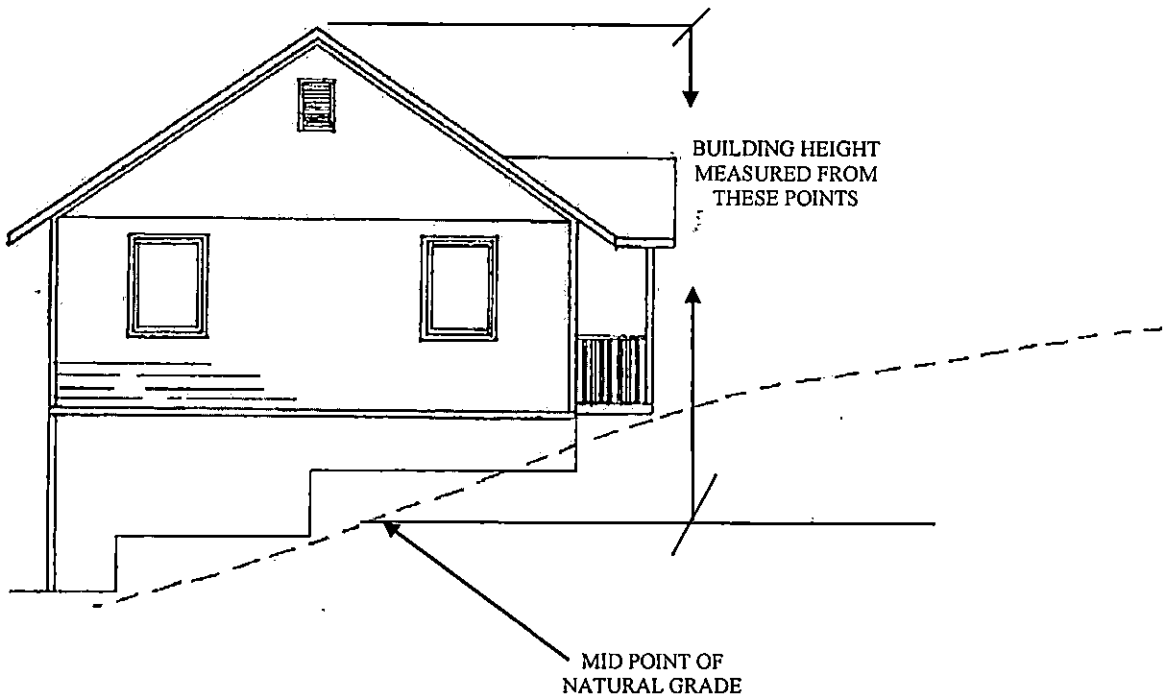 BUILDING HEIGHT
MEASURED FROM
THESE POINTS
MID POINT OF
NATURAL GRADE